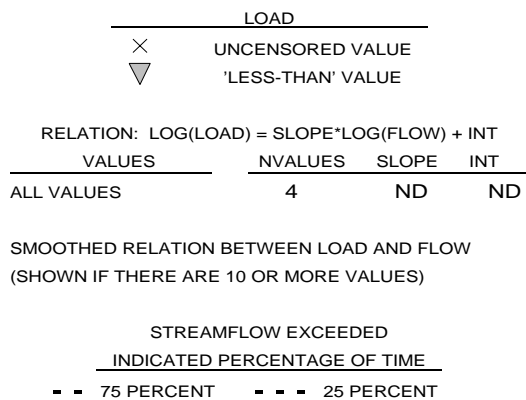 LOAD
UNCENSORED VALUE
'LESS-THAN' VALUE
RELATION: LOG(LOAD) = SLOPE*LOG(FLOW) + INT
VALUES NVALUES SLOPE INT
ALL VALUES 4 ND ND
SMOOTHED RELATION BETWEEN LOAD AND FLOW
(SHOWN IF THERE ARE 10 OR MORE VALUES)
STREAMFLOW EXCEEDED
INDICATED PERCENTAGE OF TIME
75 PERCENT 25 PERCENT